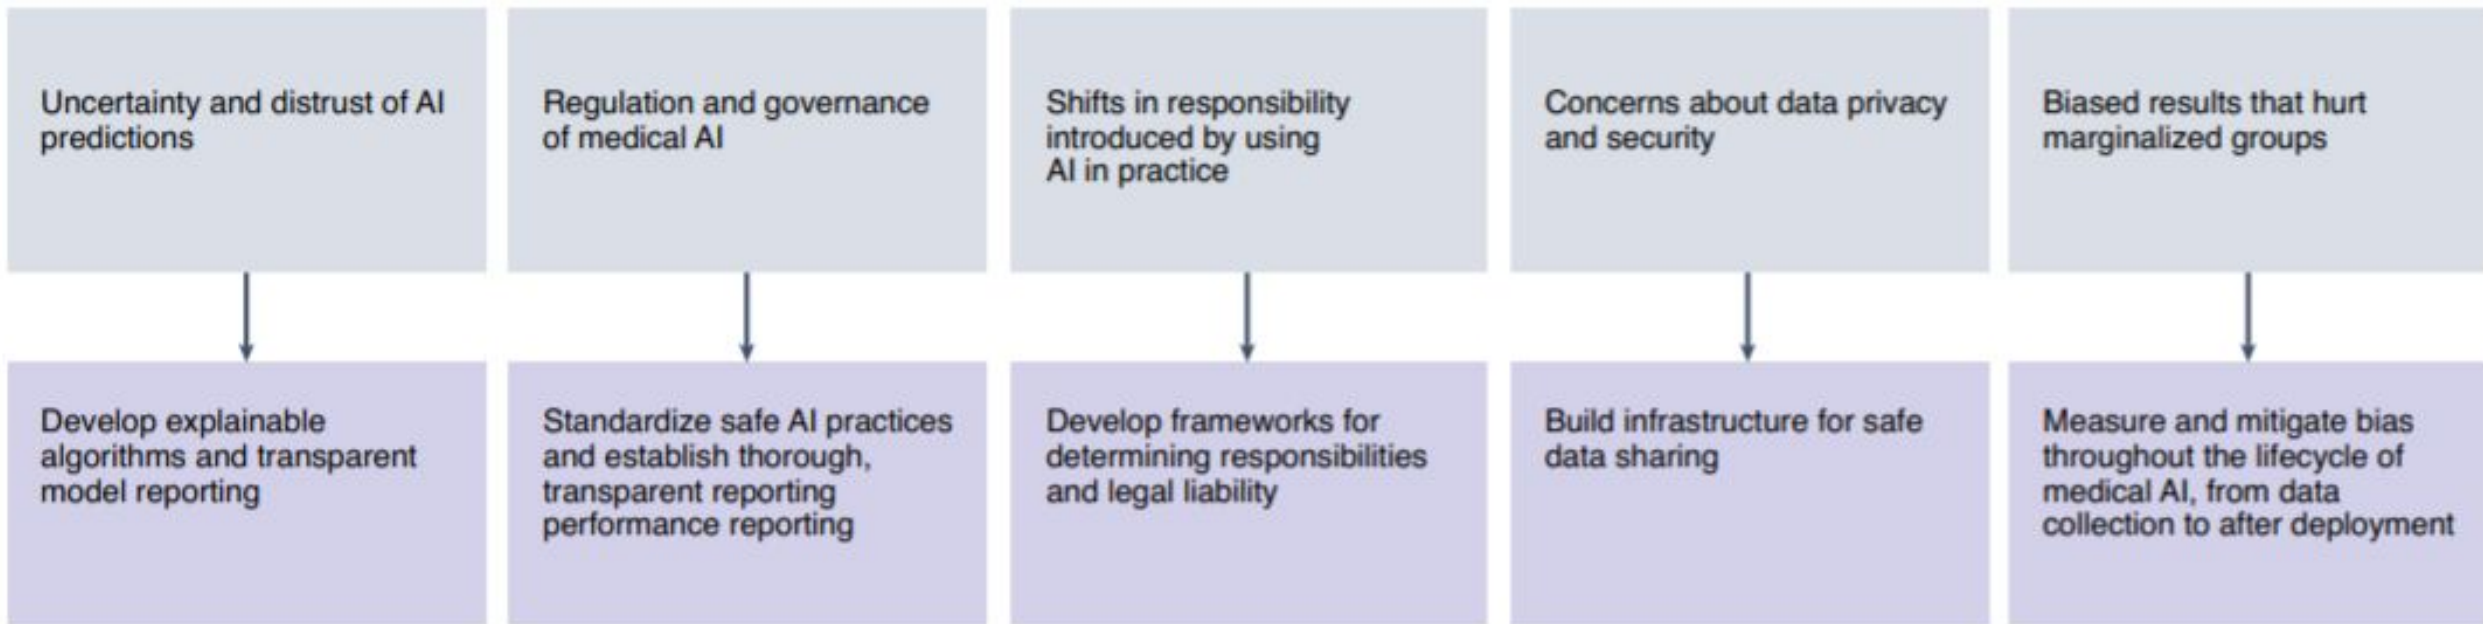 Uncertainty and distrust of AI
predictions
Regulation and governance
of medical AI
Shifts in responsibility
introduced by using
AI in practice
Concerns about data privacy
and security
Biased results that hurt
marginalized groups
Develop explainable
algorithms and transparent
model reporting
Standardize safe AI practices
and establish thorough,
transparent reporting
performance reporting
Develop frameworks for
determining responsibilities
and legal liability
Build infrastructure for safe
data sharing
Measure and mitigate bias
throughout the lifecycle of
medical AI, from data
collection to after deployment